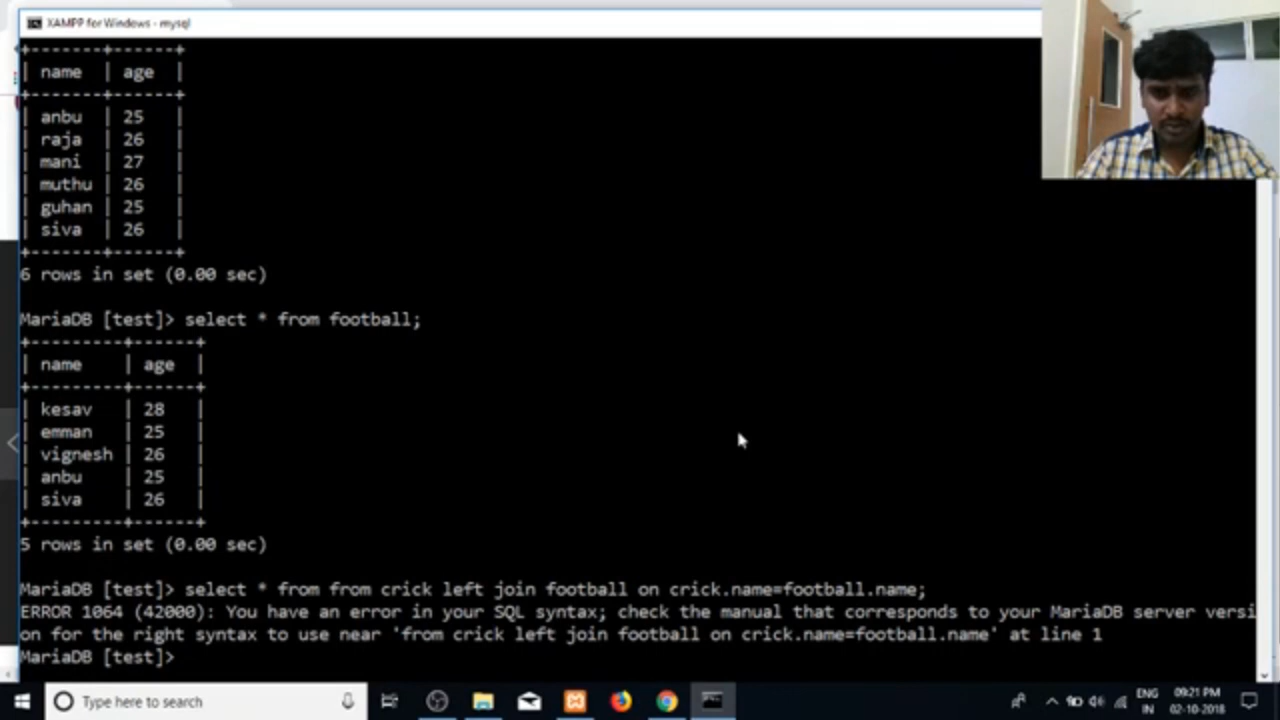 XAMPP for Windows - mysql
+-------+------+
| name | age |
+-------+------+
| anbu | 25 |
| raja | 26 |
| mani | 27 |
| muthu | 26 |
| guhan | 25 |
| siva | 26 |
+-------+------+
6 rows in set (0.00 sec)
MariaDB [test]> select * from football;
+---------+------+
| name | age |
+---------+------+
| kesav | 28 |
| emman | 25 |
| vignesh | 26 |
| anbu | 25 |
| siva | 26 |
+---------+------+
5 rows in set (0.00 sec)
MariaDB [test]> select * from from crick left join football on crick.name=football.name;
ERROR 1064 (42000): You have an error in your SQL syntax; check the manual that corresponds to your MariaDB server versi
on for the right syntax to use near 'from crick left join football on crick.name=football.name' at line 1
MariaDB [test]>
Type here to search
ENG 09:21 PM
IN 02-10-2018